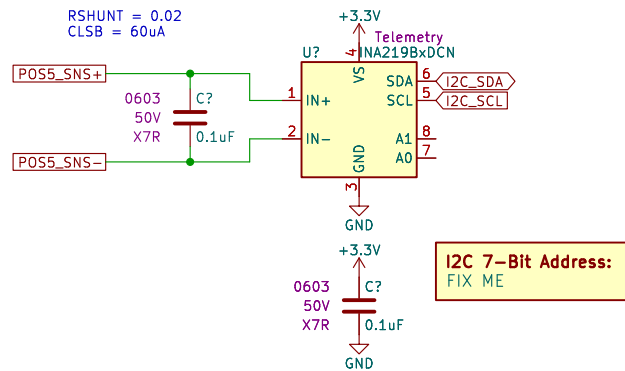 RSHUNT = 0.02
CLSB = 60uA
+3.3V
Telemetry
U?
INA219BxDCN
4
VS
POS5_SNS+
1
IN+
SDA
6
I2C_SDA
SCL
5
I2C_SCL
0603
C?
50V
X7R
0.1uF
2
IN-
A1
8
A0
7
POS5_SNS-
GND
3
GND
+3.3V
I2C 7-Bit Address:
FIX ME
0603
C?
50V
X7R
0.1uF
GND